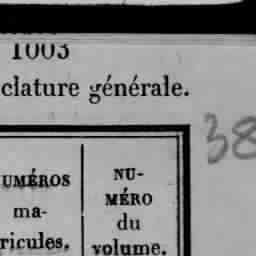 1003
clature générale.
38
UMÉROS
ma-
ricules.
NU-
MÉRO
du
volume.